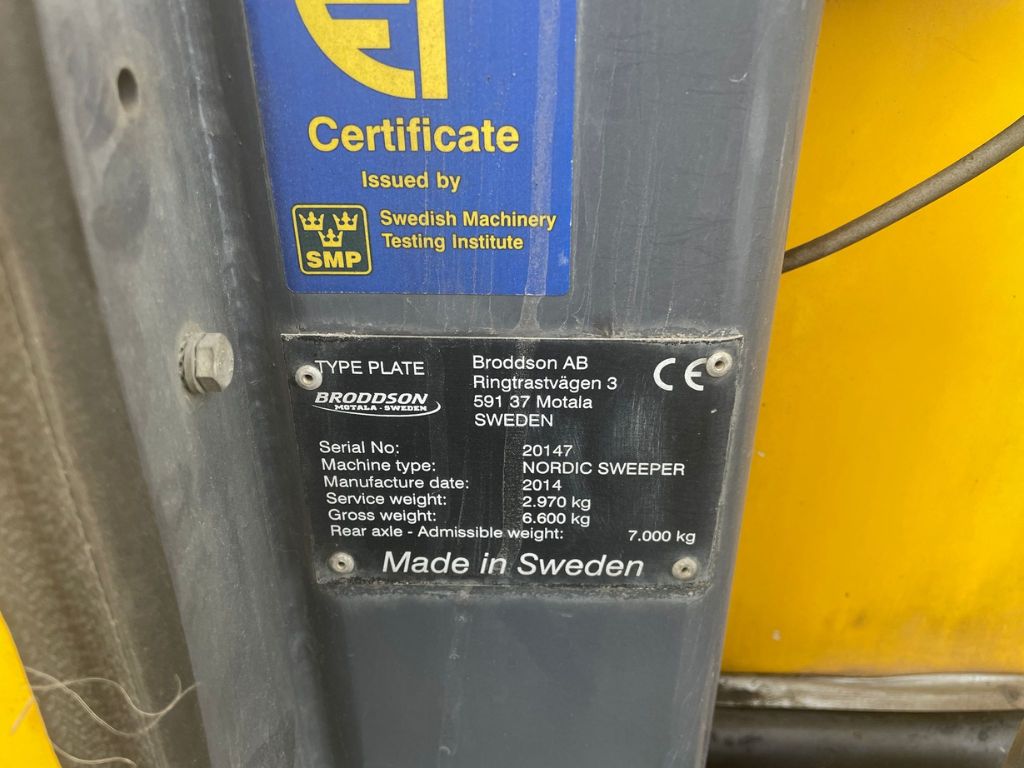 Certificate
Issued by
SMP
Swedish Machinery
Testing Institute
TYPE PLATE
BRODDSON
MOTALA - SWEDEN
Broddson AB
Ringtrastvägen 3
591 37 Motala
SWEDEN
CE
Serial No: 20147
Machine type: NORDIC SWEEPER
Manufacture date: 2014
Service weight: 2.970 kg
Gross weight: 6.600 kg
Rear axle - Admissible weight: 7.000 kg
Made in Sweden